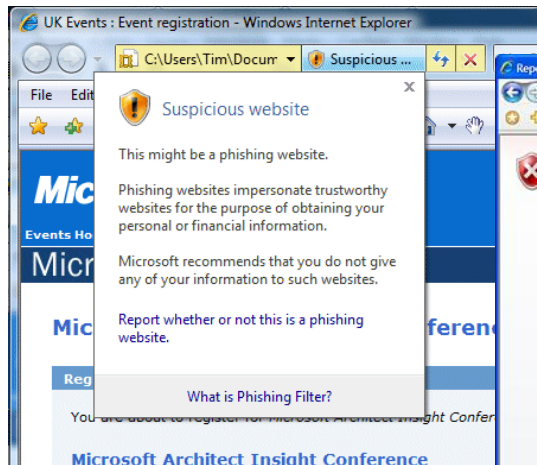 UK Events : Event registration - Windows Internet Explorer
C:\Users\Tim\Docum
Suspicious ...
File Edit
Suspicious website
This might be a phishing website.
Phishing websites impersonate trustworthy
websites for the purpose of obtaining your
personal or financial information.
Microsoft recommends that you do not give
any of your information to such websites.
Report whether or not this is a phishing
website.
What is Phishing Filter?
Mic
Events Ho
Micr
Mic
feren
Reg
You are about to register for Microsoft Architect Insight Confer
Microsoft Architect Insight Conference
Repo